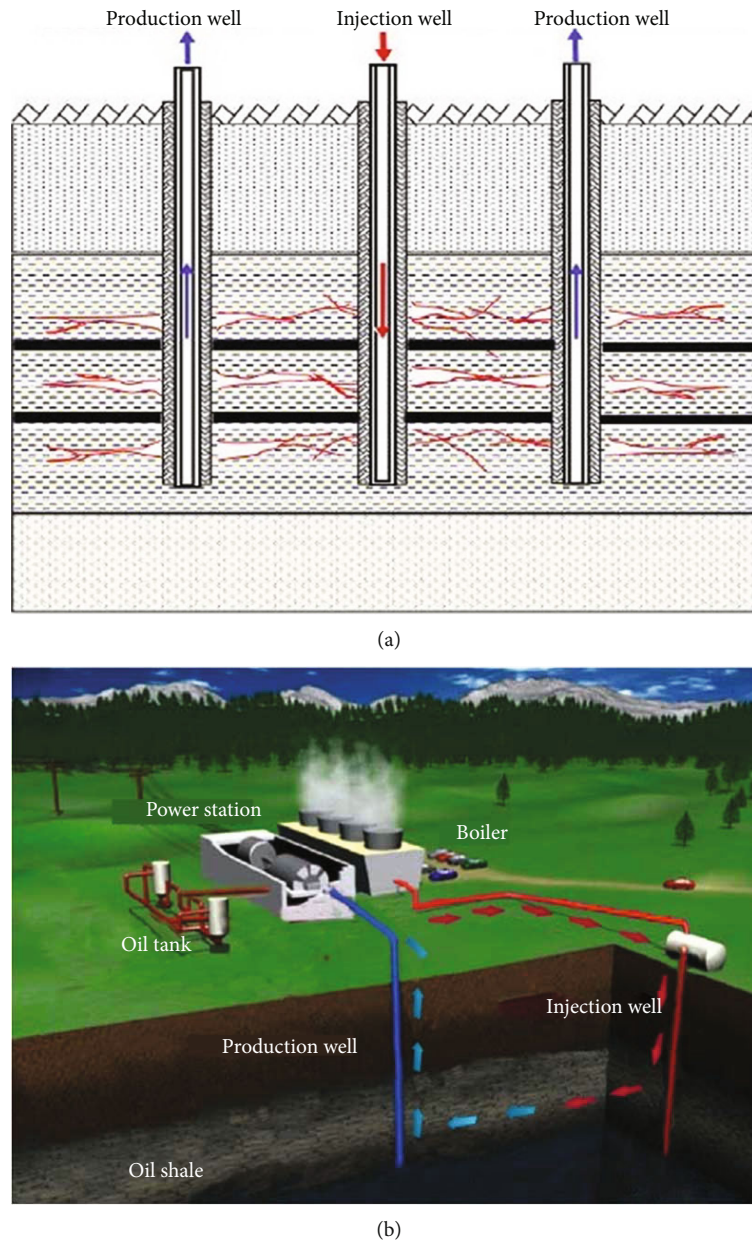 Production well
Injection well
Production well
(a)
Power station
Boiler
Oil tank
Injection well
Production well
Oil shale
(b)